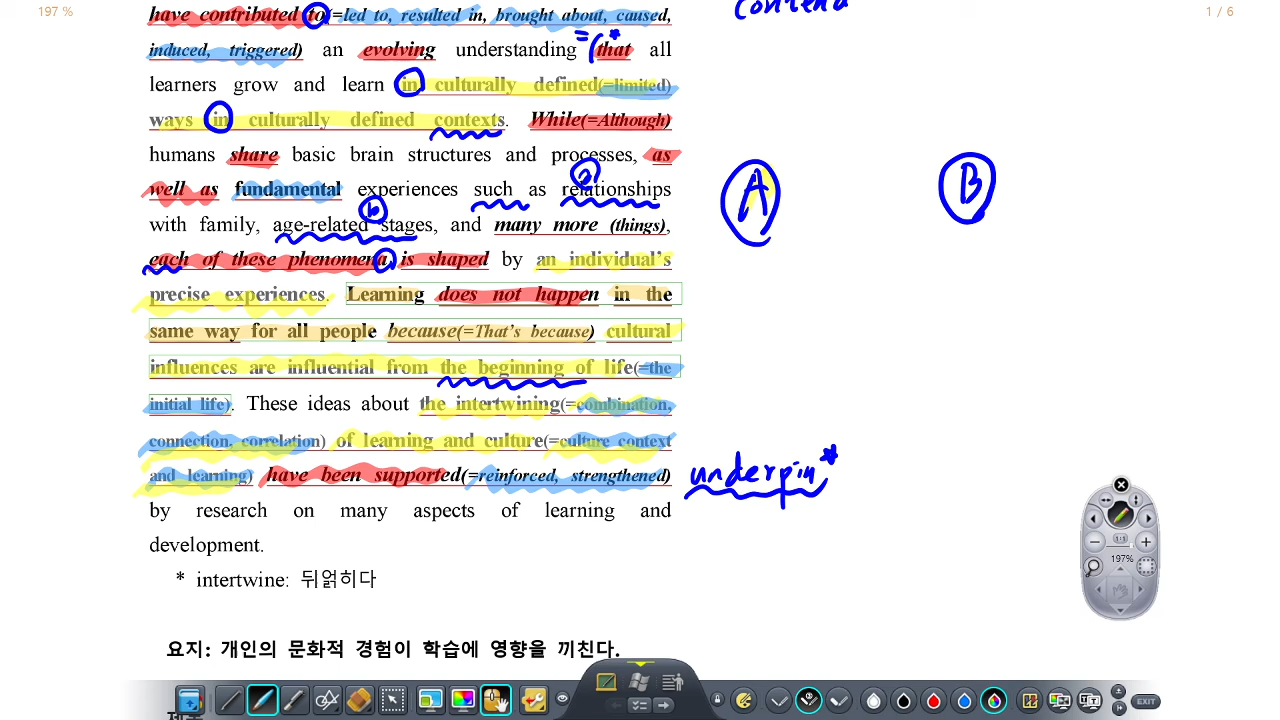 197 % contend 1 / 6
have contributed to(=led to, resulted in, brought about, caused,
induced, triggered) an evolving understanding =(that* all
learners grow and learn in culturally defined(=limited)
ways in culturally defined contexts. While(=Although)
humans share basic brain structures and processes, as
well as fundamental experiences such as relationships
with family, age-related stages, and many more (things),
each of these phenomena is shaped by an individual's
precise experiences. Learning does not happen in the
same way for all people because(=That's because) cultural
influences are influential from the beginning of life(=the
initial life). These ideas about the intertwining(=combination,
connection, correlation) of learning and culture(=culture context
and learning) have been supported(=reinforced, strengthened)
by research on many aspects of learning and
development.
* intertwine: 뒤얽히다
요지: 개인의 문화적 경험이 학습에 영향을 끼친다.
a
b
A
B
underpin*
1:1
197%
EXIT